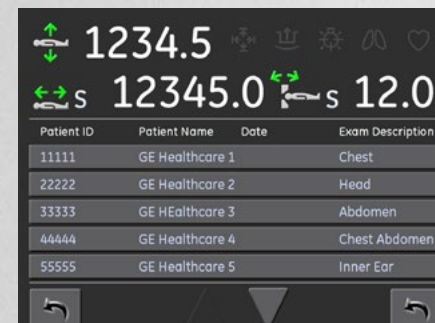 1234.5
S 12345.0 S 12.0
Patient ID Patient Name Date Exam Description
11111 GE Healthcare 1 Chest
22222 GE Healthcare 2 Head
33333 GE HEalthcare 3 Abdomen
44444 GE Healthcare 4 Chest Abdomen
55555 GE Healthcare 5 Inner Ear